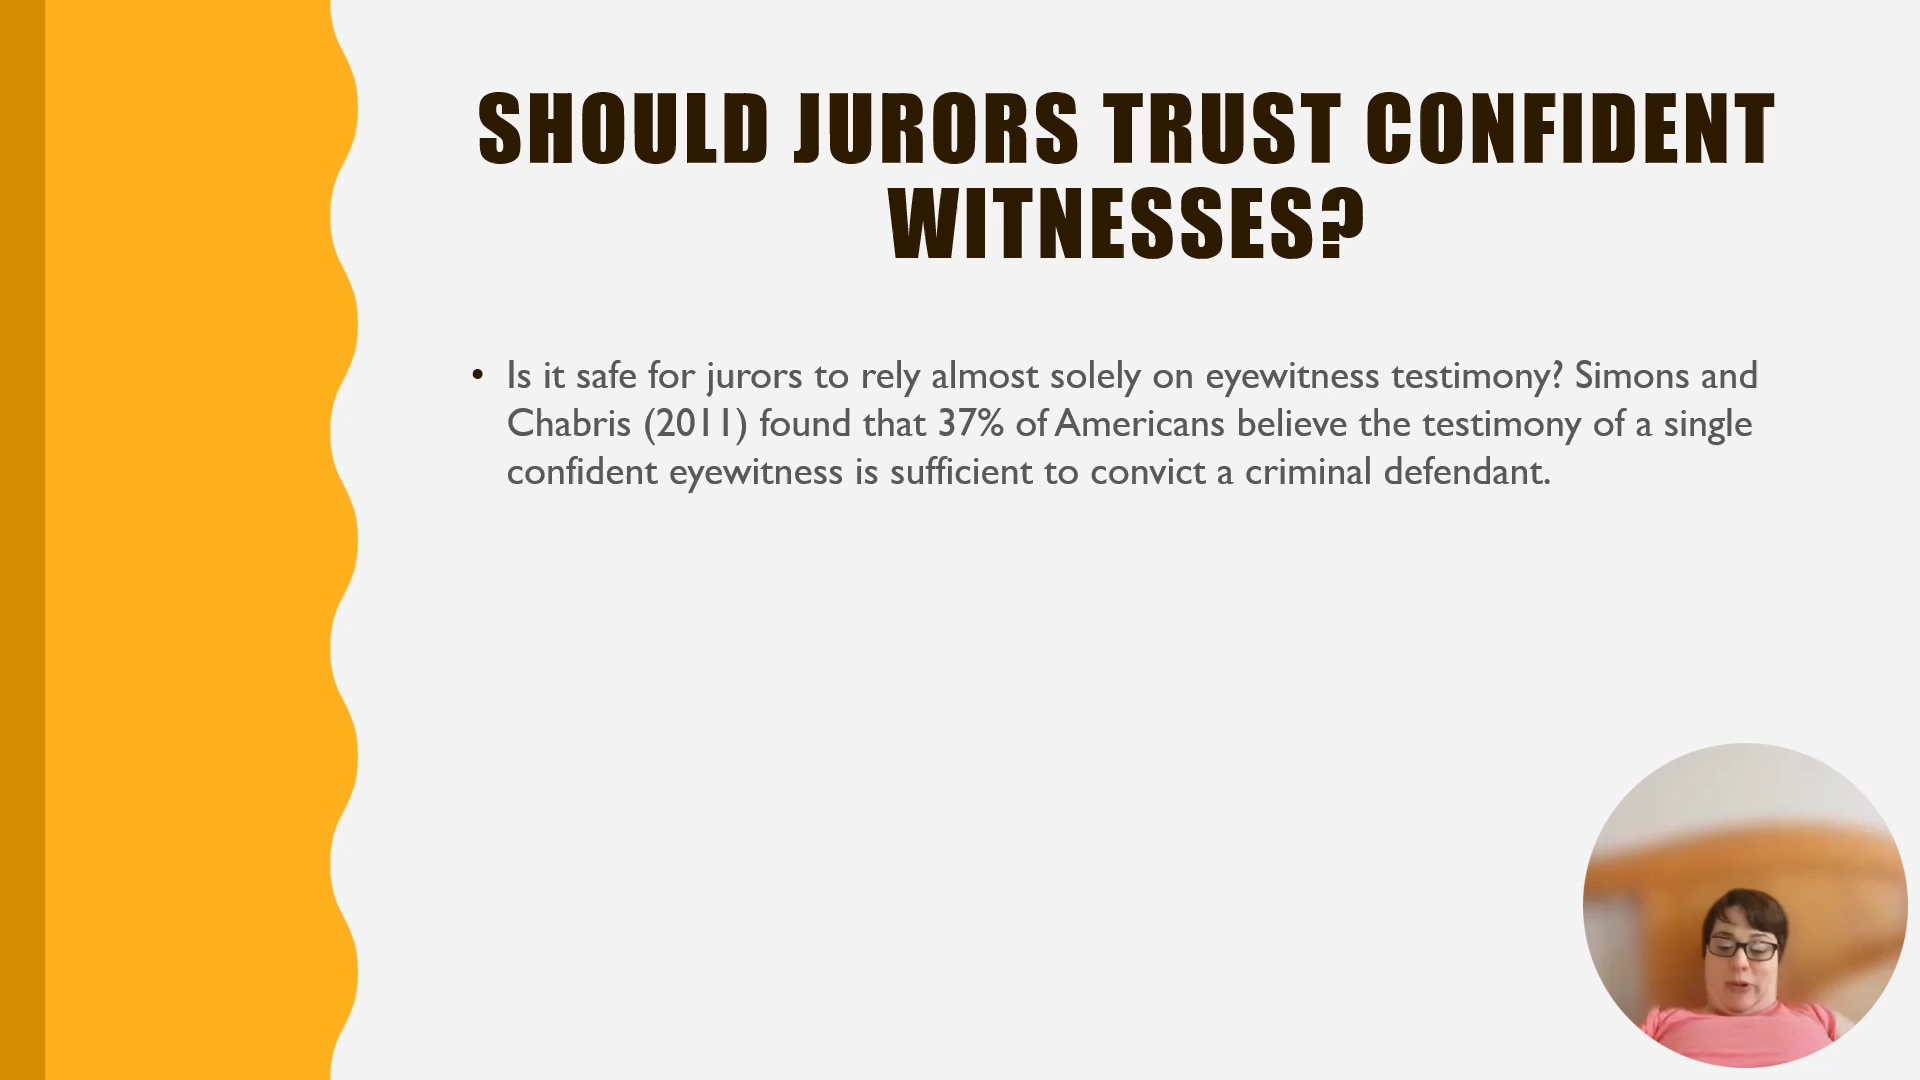 SHOULD JURORS TRUST CONFIDENT
WITNESSES?
• Is it safe for jurors to rely almost solely on eyewitness testimony? Simons and
Chabris (2011) found that 37% of Americans believe the testimony of a single
confident eyewitness is sufficient to convict a criminal defendant.